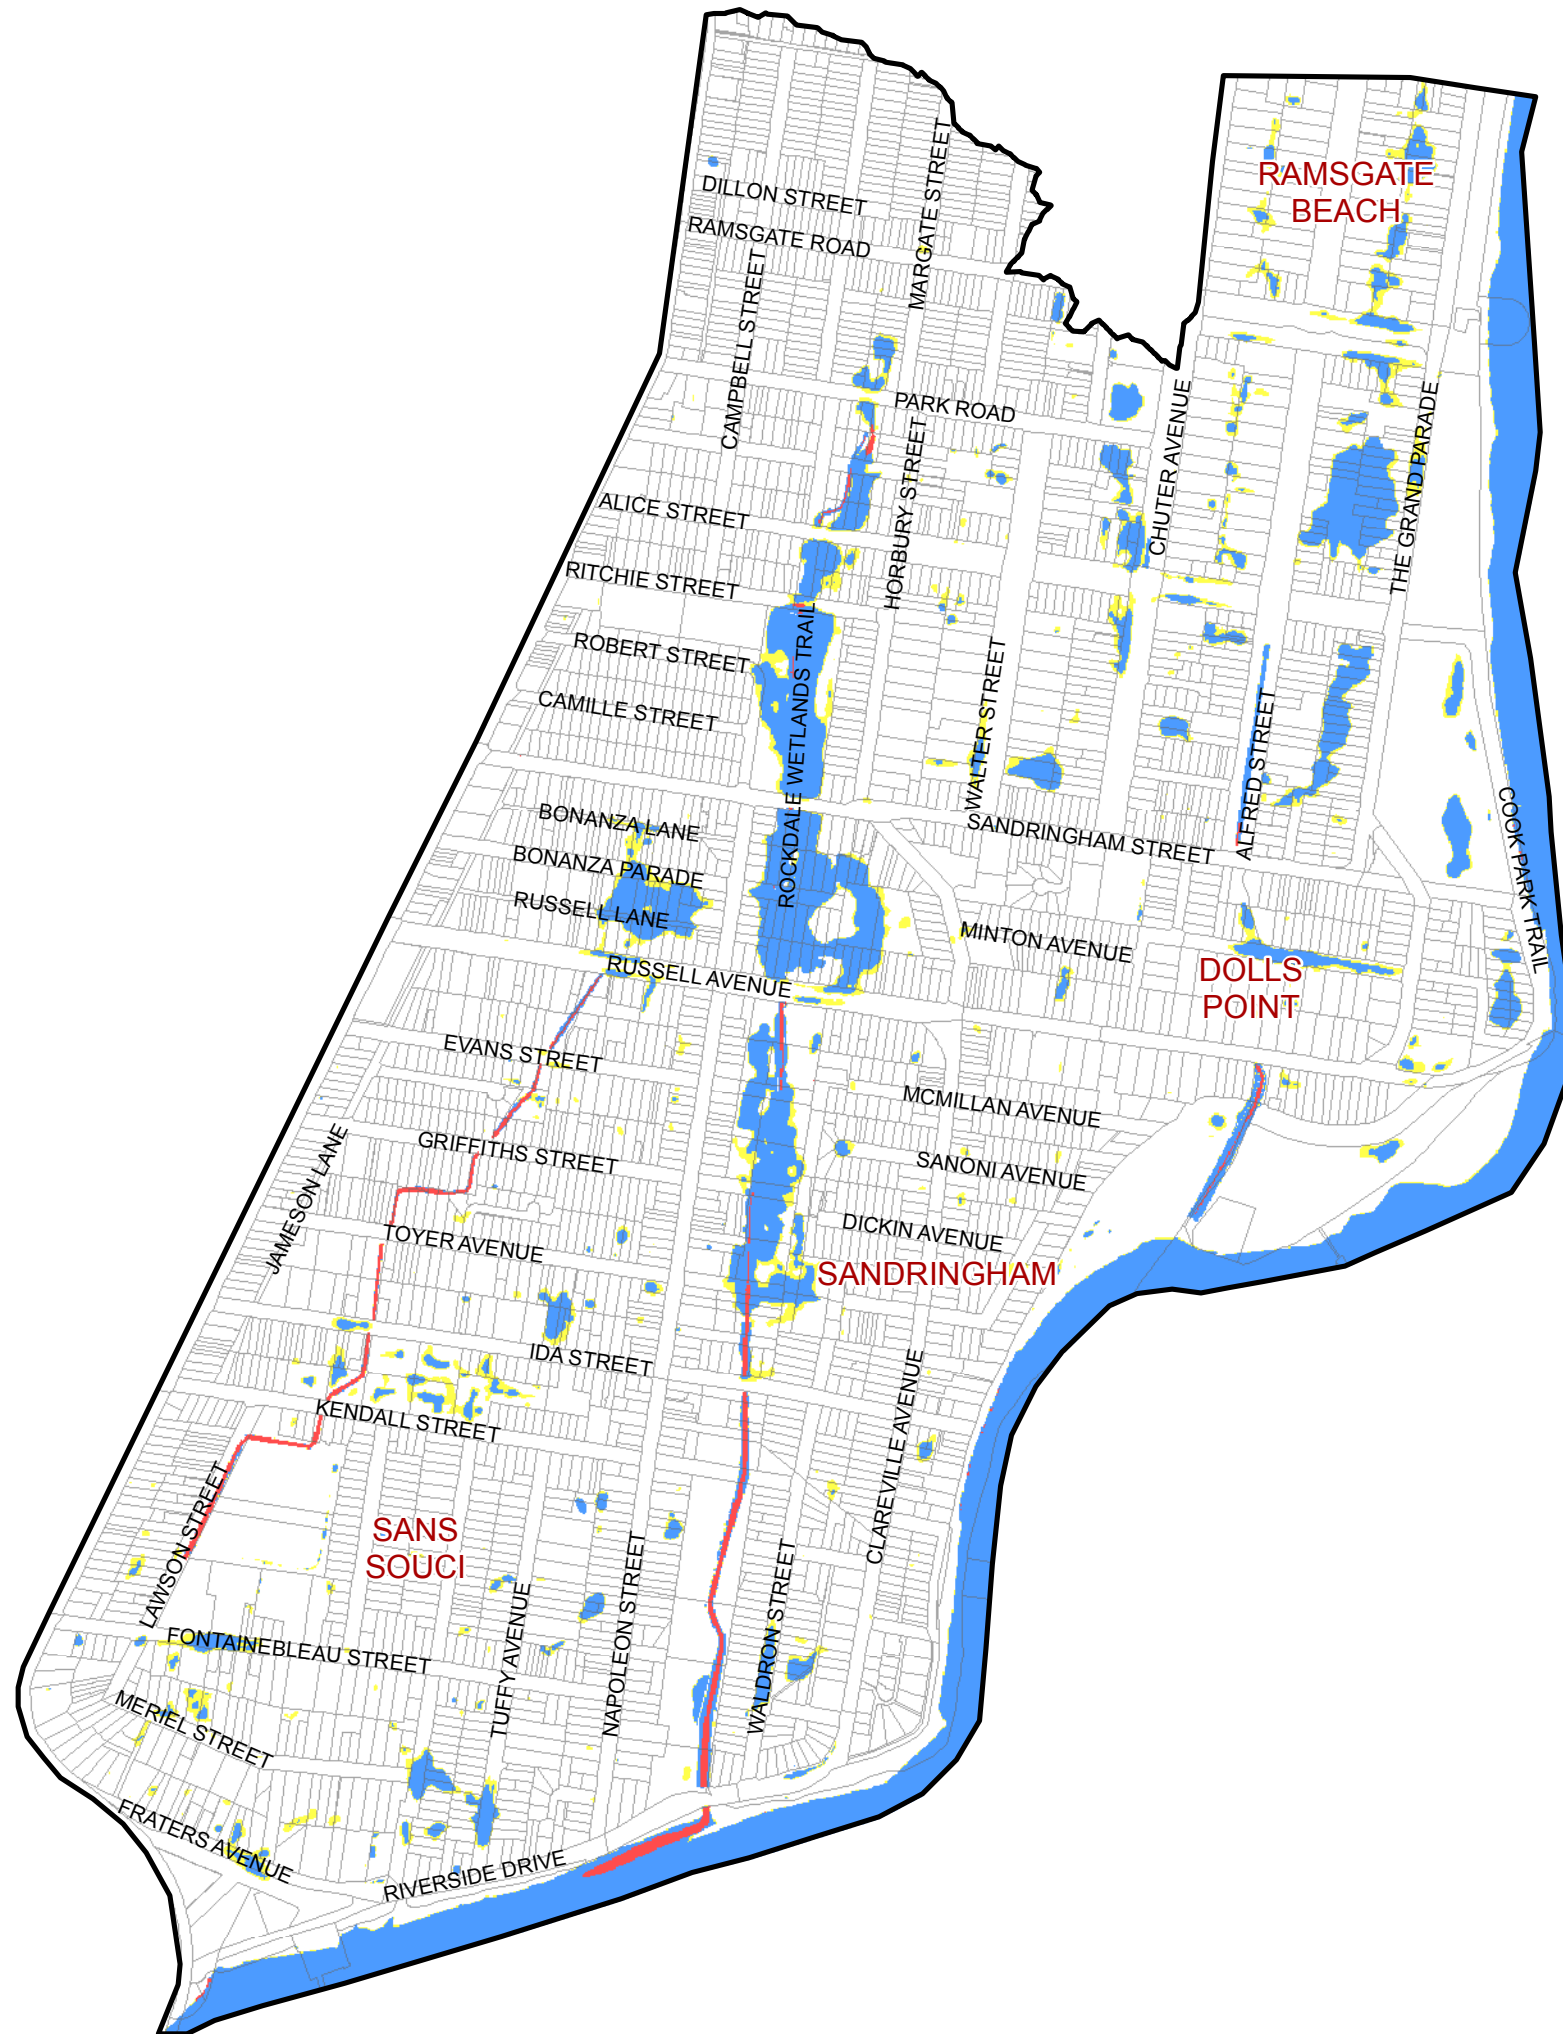 RAMSGATE
BEACH
DILLON STREET
MARGATE STREET
RAMSGATE ROAD
CAMPBELL STREET
PARK ROAD
CHUTER AVENUE
THE GRAND PARADE
HORBURY STREET
ALICE STREET
RITCHIE STREET
ROBERT STREET
ROCKDALE WETLANDS TRAIL
CAMILLE STREET
WALTER STREET
ALFRED STREET
COOK PARK TRAIL
BONANZA LANE
SANDRINGHAM STREET
BONANZA PARADE
RUSSELL LANE
MINTON AVENUE
DOLLS
POINT
RUSSELL AVENUE
EVANS STREET
MCMILLAN AVENUE
GRIFFITHS STREET
SANONI AVENUE
JAMESON LANE
DICKIN AVENUE
TOYER AVENUE
SANDRINGHAM
IDA STREET
CLAREVILLE AVENUE
KENDALL STREET
SANS
SOUCI
LAWSON STREET
NAPOLEON STREET
WALDRON STREET
TUFFY AVENUE
FONTAINEBLEAU STREET
MERIEL STREET
FRATERS AVENUE
RIVERSIDE DRIVE